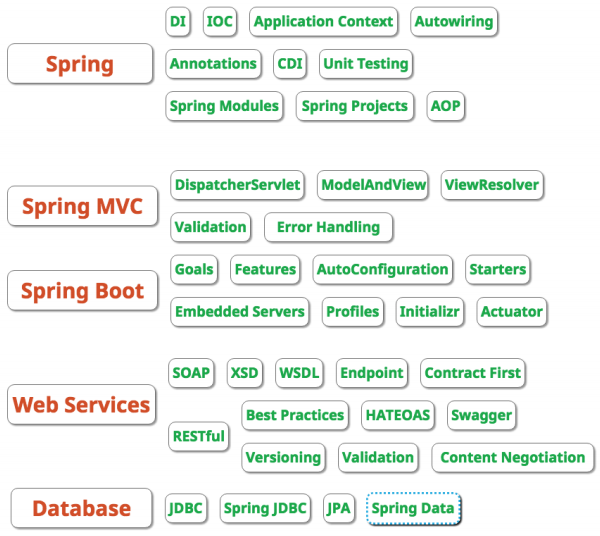 DI IOC Application Context Autowiring
Spring
Annotations CDI Unit Testing
Spring Modules Spring Projects AOP
DispatcherServlet ModelAndView ViewResolver
Spring MVC
Validation Error Handling
Goals Features AutoConfiguration Starters
Spring Boot
Embedded Servers Profiles Initializr Actuator
SOAP XSD WSDL Endpoint Contract First
Web Services
Best Practices HATEOAS Swagger
RESTful
Versioning Validation Content Negotiation
Database JDBC Spring JDBC JPA Spring Data